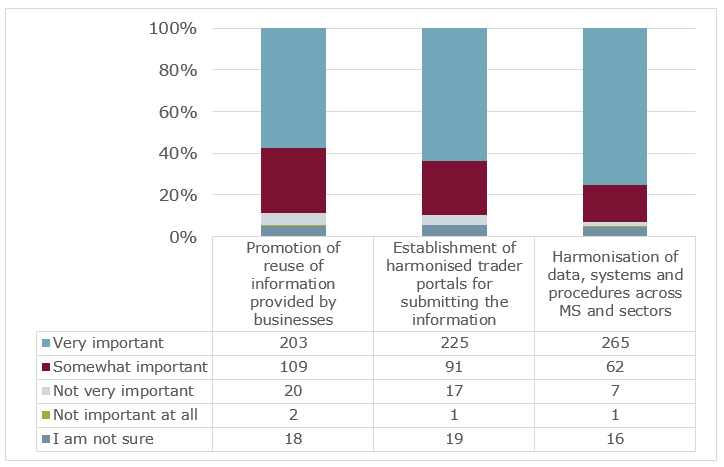 100%
80%
60%
40%
20%
0%
Promotion of
reuse of
information
provided by
businesses
Establishment of
harmonised trader
portals for
submitting the
information
Harmonisation of
data, systems and
procedures across
MS and sectors
Very important 203 225 265
Somewhat important 109 91 62
Not very important 20 17 7
Not important at all 2 1 1
I am not sure 18 19 16